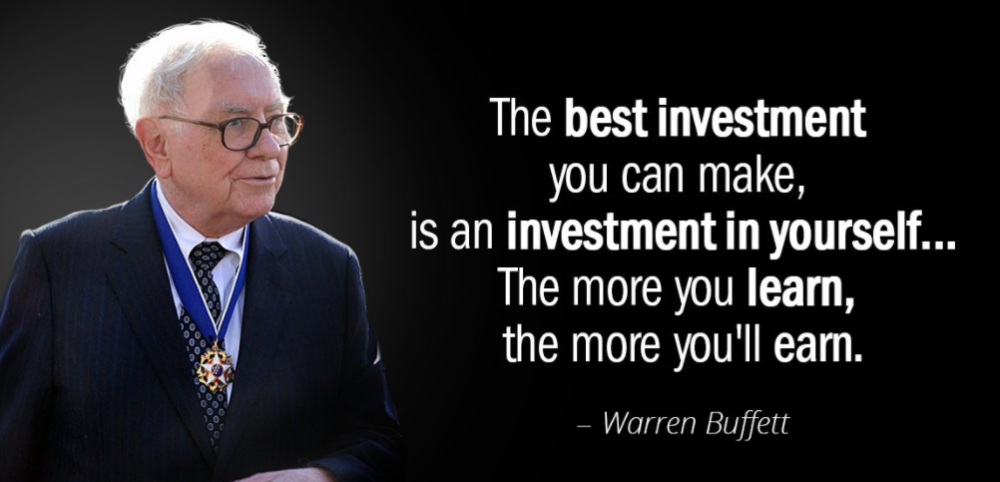 The best investment
you can make,
is an investment in yourself...
The more you learn,
the more you'll earn.
– Warren Buffett